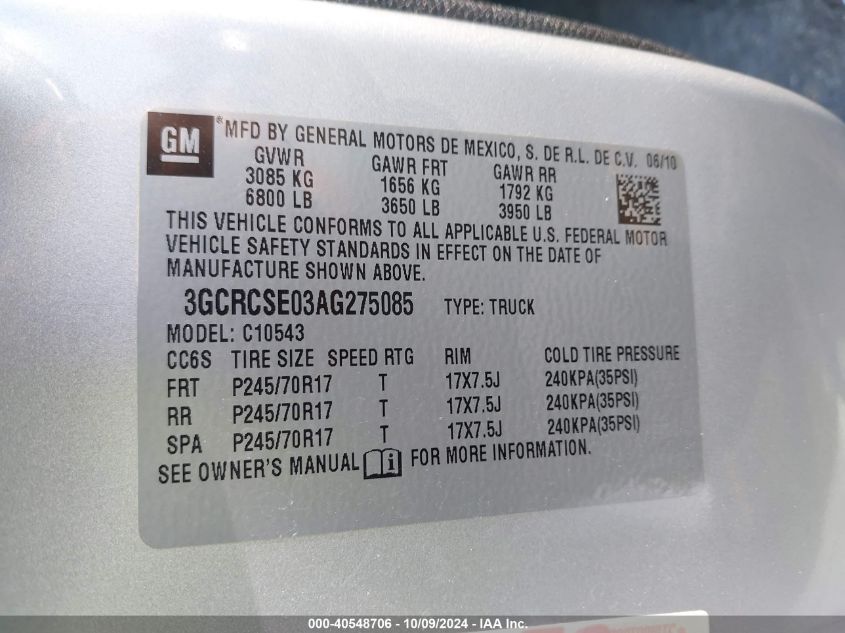 GM
*MFD BY GENERAL MOTORS DE MEXICO, S. DE R.L. DE C.V. 06/10
GVWR GAWR FRT GAWR RR
3085 KG 1656 KG 1792 KG
6800 LB 3650 LB 3950 LB
THIS VEHICLE CONFORMS TO ALL APPLICABLE U.S. FEDERAL MOTOR
VEHICLE SAFETY STANDARDS IN EFFECT ON THE DATE OF
MANUFACTURE SHOWN ABOVE.
3GCRCSE03AG275085 TYPE: TRUCK
MODEL: C10543
CC6S TIRE SIZE SPEED RTG RIM COLD TIRE PRESSURE
FRT P245/70R17 T 17X7.5J 240KPA(35PSI)
RR P245/70R17 T 17X7.5J 240KPA(35PSI)
SPA P245/70R17 T 17X7.5J 240KPA(35PSI)
SEE OWNER'S MANUAL FOR MORE INFORMATION.
000-40548706 - 10/09/2024 - IAA Inc.